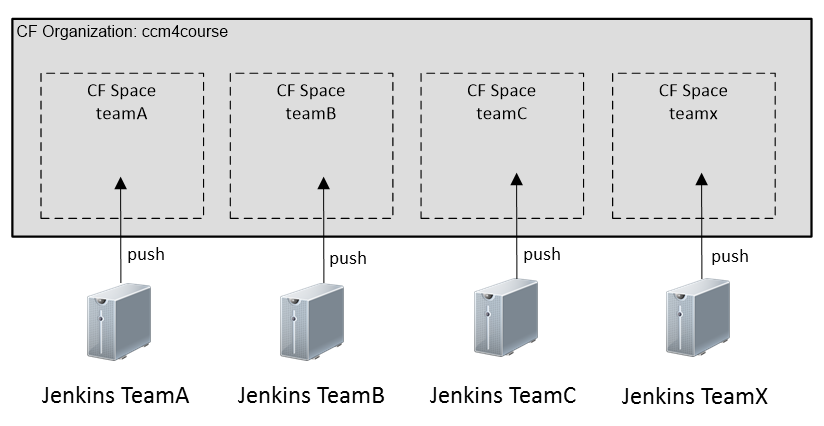 CF Organization: ccm4course
CF Space
teamA
CF Space
teamB
CF Space
teamC
CF Space
teamx
push
push
push
push
Jenkins TeamA
Jenkins TeamB
Jenkins TeamC
Jenkins TeamX